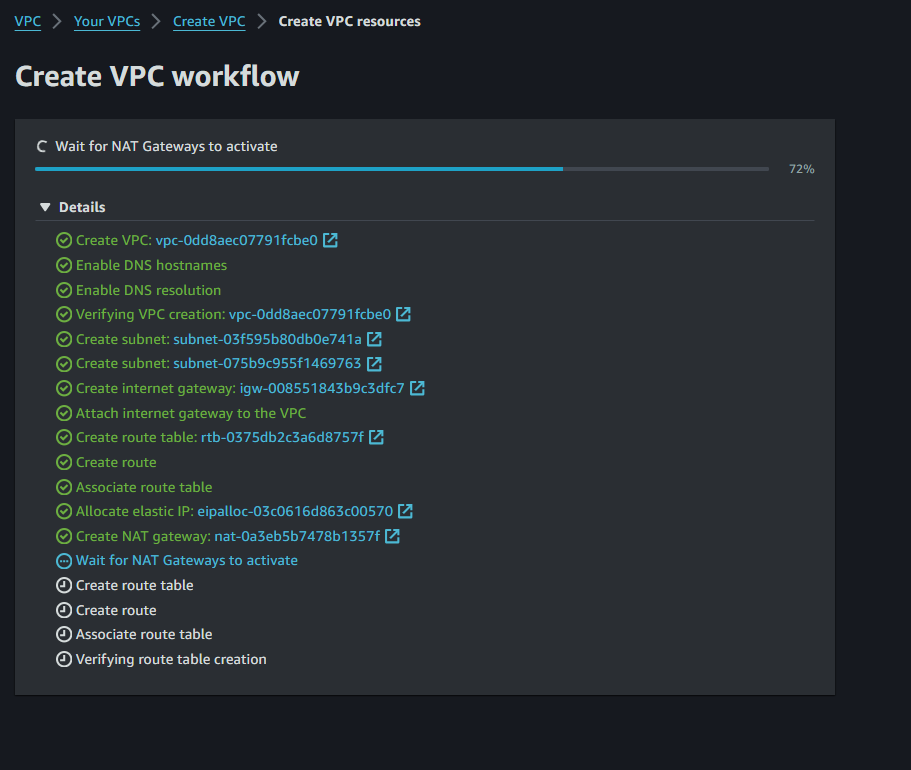 VPC > Your VPCs > Create VPC > Create VPC resources
Create VPC workflow
Wait for NAT Gateways to activate
72%
Details
Create VPC: vpc-0dd8aec07791fcbe0
Enable DNS hostnames
Enable DNS resolution
Verifying VPC creation: vpc-0dd8aec07791fcbe0
Create subnet: subnet-03f595b80db0e741a
Create subnet: subnet-075b9c955f1469763
Create internet gateway: igw-008551843b9c3dfc7
Attach internet gateway to the VPC
Create route table: rtb-0375db2c3a6d8757f
Create route
Associate route table
Allocate elastic IP: eipalloc-03c0616d863c00570
Create NAT gateway: nat-0a3eb5b7478b1357f
Wait for NAT Gateways to activate
Create route table
Create route
Associate route table
Verifying route table creation